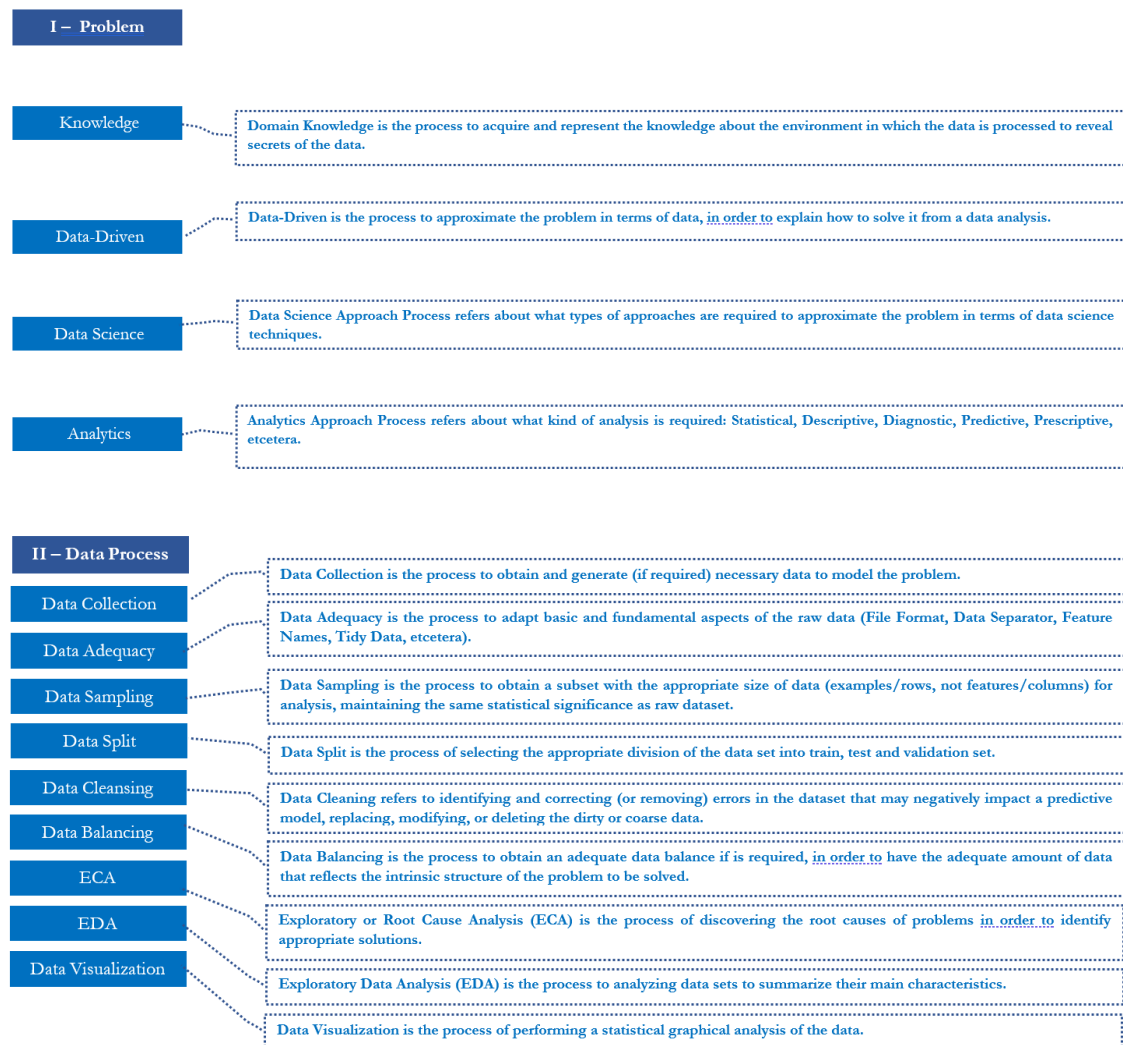 I – Problem
Knowledge
Domain Knowledge is the process to acquire and represent the knowledge about the environment in which the data is processed to reveal
secrets of the data.
Data-Driven
Data-Driven is the process to approximate the problem in terms of data, in order to explain how to solve it from a data analysis.
Data Science
Data Science Approach Process refers about what types of approaches are required to approximate the problem in terms of data science
techniques.
Analytics
Analytics Approach Process refers about what kind of analysis is required: Statistical, Descriptive, Diagnostic, Predictive, Prescriptive,
etcetera.
II – Data Process
Data Collection
Data Collection is the process to obtain and generate (if required) necessary data to model the problem.
Data Adequacy
Data Adequacy is the process to adapt basic and fundamental aspects of the raw data (File Format, Data Separator, Feature
Names, Tidy Data, etcetera).
Data Sampling
Data Sampling is the process to obtain a subset with the appropriate size of data (examples/rows, not features/columns) for
analysis, maintaining the same statistical significance as raw dataset.
Data Split
Data Split is the process of selecting the appropriate division of the data set into train, test and validation set.
Data Cleansing
Data Cleaning refers to identifying and correcting (or removing) errors in the dataset that may negatively impact a predictive
model, replacing, modifying, or deleting the dirty or coarse data.
Data Balancing
Data Balancing is the process to obtain an adequate data balance if is required, in order to have the adequate amount of data
that reflects the intrinsic structure of the problem to be solved.
ECA
Exploratory or Root Cause Analysis (ECA) is the process of discovering the root causes of problems in order to identify
appropriate solutions.
EDA
Exploratory Data Analysis (EDA) is the process to analyzing data sets to summarize their main characteristics.
Data Visualization
Data Visualization is the process of performing a statistical graphical analysis of the data.